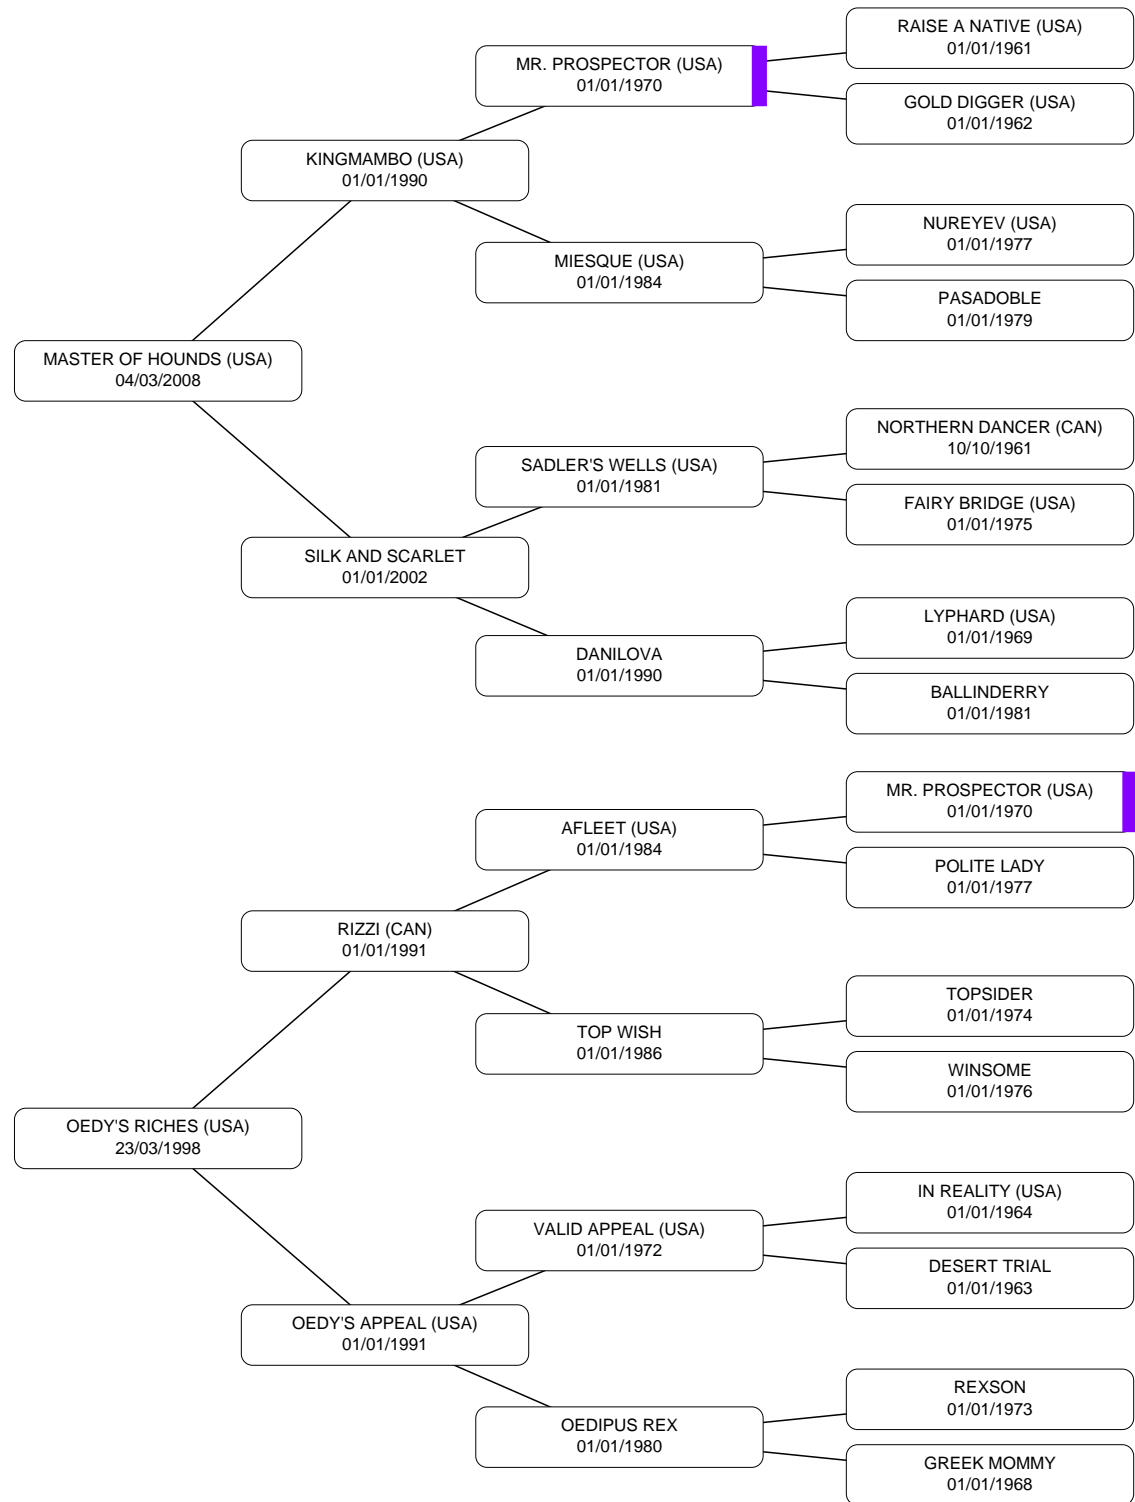 RAISE A NATIVE (USA)
01/01/1961
MR. PROSPECTOR (USA)
01/01/1970
GOLD DIGGER (USA)
01/01/1962
KINGMAMBO (USA)
01/01/1990
NUREYEV (USA)
01/01/1977
MIESQUE (USA)
01/01/1984
PASADOBLE
01/01/1979
MASTER OF HOUNDS (USA)
04/03/2008
NORTHERN DANCER (CAN)
10/10/1961
SADLER'S WELLS (USA)
01/01/1981
FAIRY BRIDGE (USA)
01/01/1975
SILK AND SCARLET
01/01/2002
LYPHARD (USA)
01/01/1969
DANILOVA
01/01/1990
BALLINDERRY
01/01/1981
MR. PROSPECTOR (USA)
01/01/1970
AFLEET (USA)
01/01/1984
POLITE LADY
01/01/1977
RIZZI (CAN)
01/01/1991
TOPSIDER
01/01/1974
TOP WISH
01/01/1986
WINSOME
01/01/1976
OEDY'S RICHES (USA)
23/03/1998
IN REALITY (USA)
01/01/1964
VALID APPEAL (USA)
01/01/1972
DESERT TRIAL
01/01/1963
OEDY'S APPEAL (USA)
01/01/1991
REXSON
01/01/1973
OEDIPUS REX
01/01/1980
GREEK MOMMY
01/01/1968